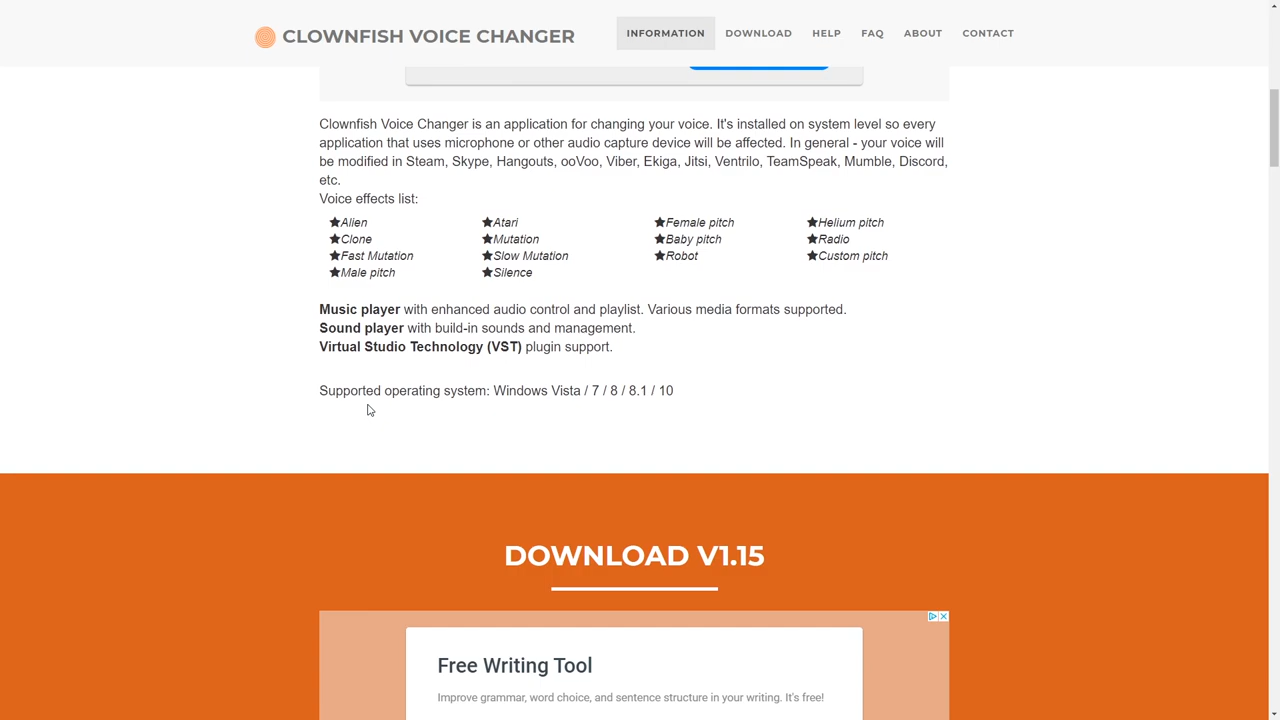 CLOWNFISH VOICE CHANGER
INFORMATION DOWNLOAD HELP FAQ ABOUT CONTACT
Clownfish Voice Changer is an application for changing your voice. It's installed on system level so every
application that uses microphone or other audio capture device will be affected. In general - your voice will
be modified in Steam, Skype, Hangouts, ooVoo, Viber, Ekiga, Jitsi, Ventrilo, TeamSpeak, Mumble, Discord,
etc.
Voice effects list:
★Alien ★Atari ★Female pitch ★Helium pitch
★Clone ★Mutation ★Baby pitch ★Radio
★Fast Mutation ★Slow Mutation ★Robot ★Custom pitch
★Male pitch ★Silence
Music player with enhanced audio control and playlist. Various media formats supported.
Sound player with build-in sounds and management.
Virtual Studio Technology (VST) plugin support.
Supported operating system: Windows Vista / 7 / 8 / 8.1 / 10
DOWNLOAD V1.15
Free Writing Tool
Improve grammar, word choice, and sentence structure in your writing. It's free!